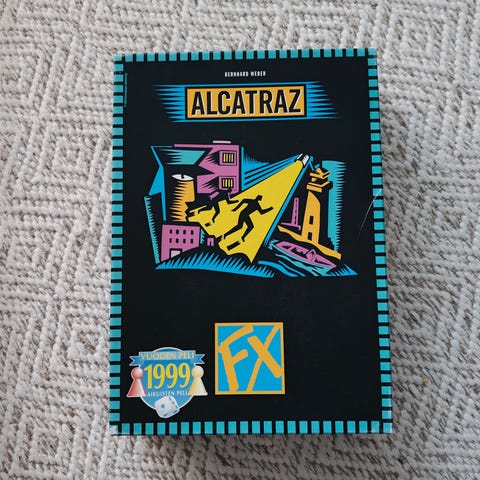 BERNHARD WEBER
ALCATRAZ
FX
VUODEN PELI
1999
AIKUISTEN PELI